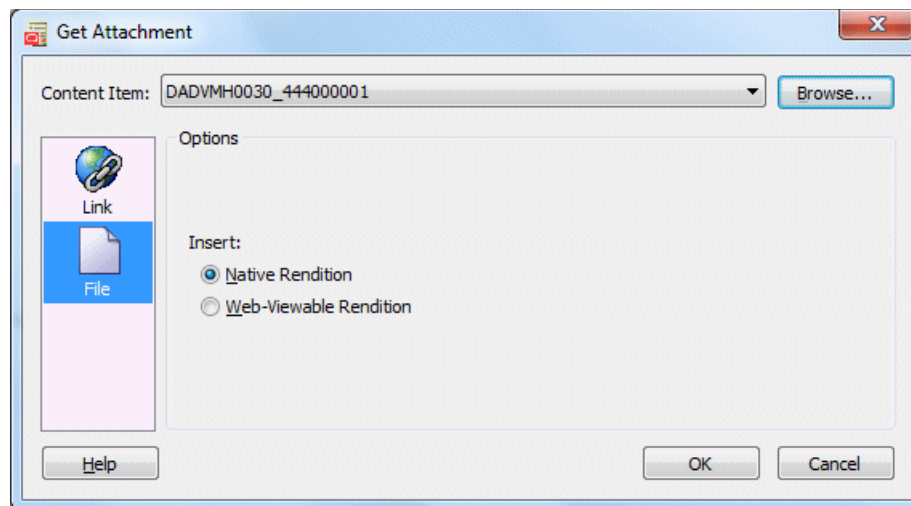 Get Attachment
Content Item: DADVMH0030_444000001 Browse...
Options
Link
File
Insert:
Native Rendition
Web-Viewable Rendition
Help OK Cancel